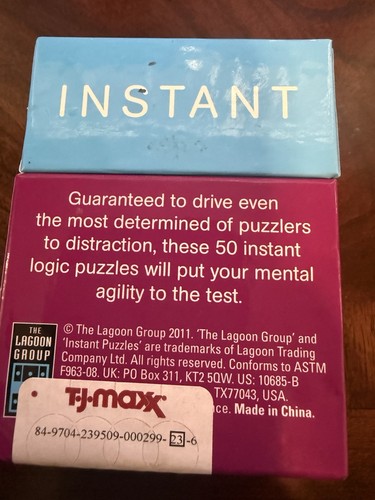 INSTANT
Guaranteed to drive even
the most determined of puzzlers
to distraction, these 50 instant
logic puzzles will put your mental
agility to the test.
THE
LAGOON
GROUP
© The Lagoon Group 2011. 'The Lagoon Group' and
'Instant Puzzles' are trademarks of Lagoon Trading
Company Ltd. All rights reserved. Conforms to ASTM
F963-08. UK: PO Box 311, KT2 5QW. US: 10685-B
TX77043, USA.
Made in China.
T·J·maxx
84-9704-239509-000299-23-6